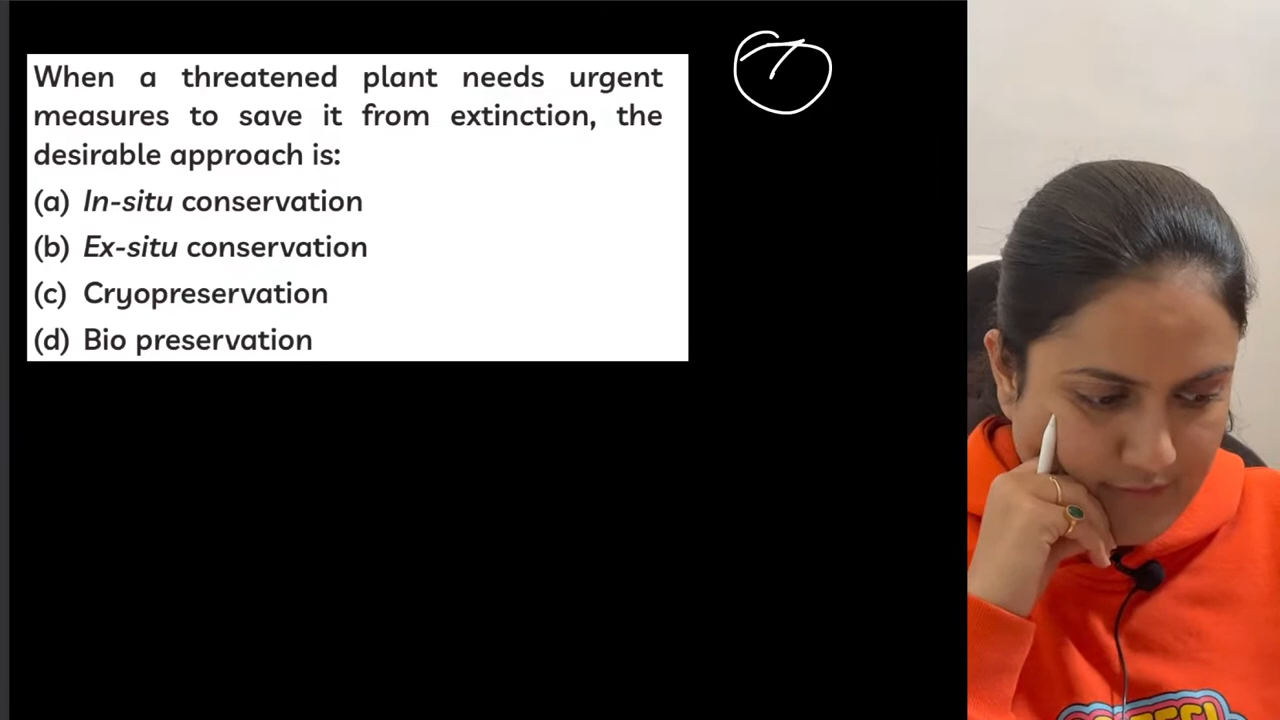 When a threatened plant needs urgent
measures to save it from extinction, the
desirable approach is:
(a) In-situ conservation
(b) Ex-situ conservation
(c) Cryopreservation
(d) Bio preservation
7